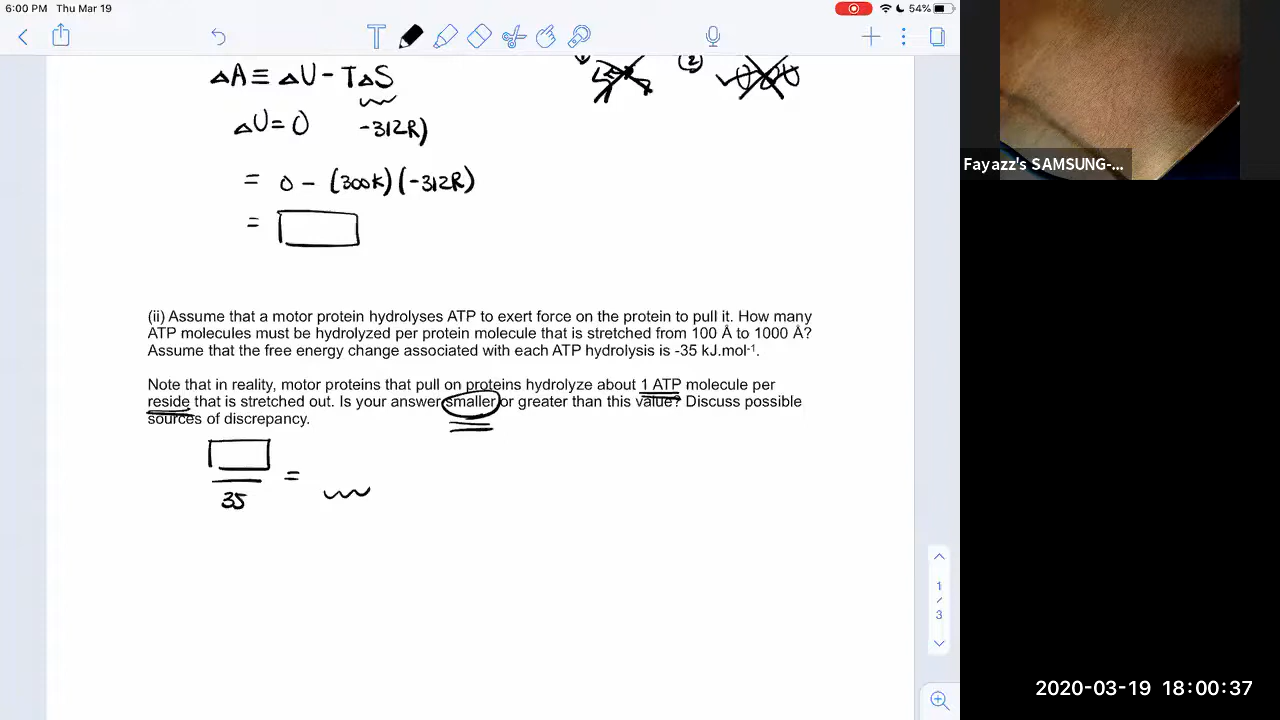 6:00 PM Thu Mar 19
54%
ΔA ≡ ΔU - TΔS
ΔU = 0 -312R)
= 0 - (300K)(-312R)
=
(ii) Assume that a motor protein hydrolyses ATP to exert force on the protein to pull it. How many
ATP molecules must be hydrolyzed per protein molecule that is stretched from 100 Å to 1000 Å?
Assume that the free energy change associated with each ATP hydrolysis is -35 kJ.mol-1.
Note that in reality, motor proteins that pull on proteins hydrolyze about 1 ATP molecule per
reside that is stretched out. Is your answer smaller or greater than this value? Discuss possible
sources of discrepancy.
=
35
1
/
3
Fayazz's SAMSUNG-...
2020-03-19 18:00:37